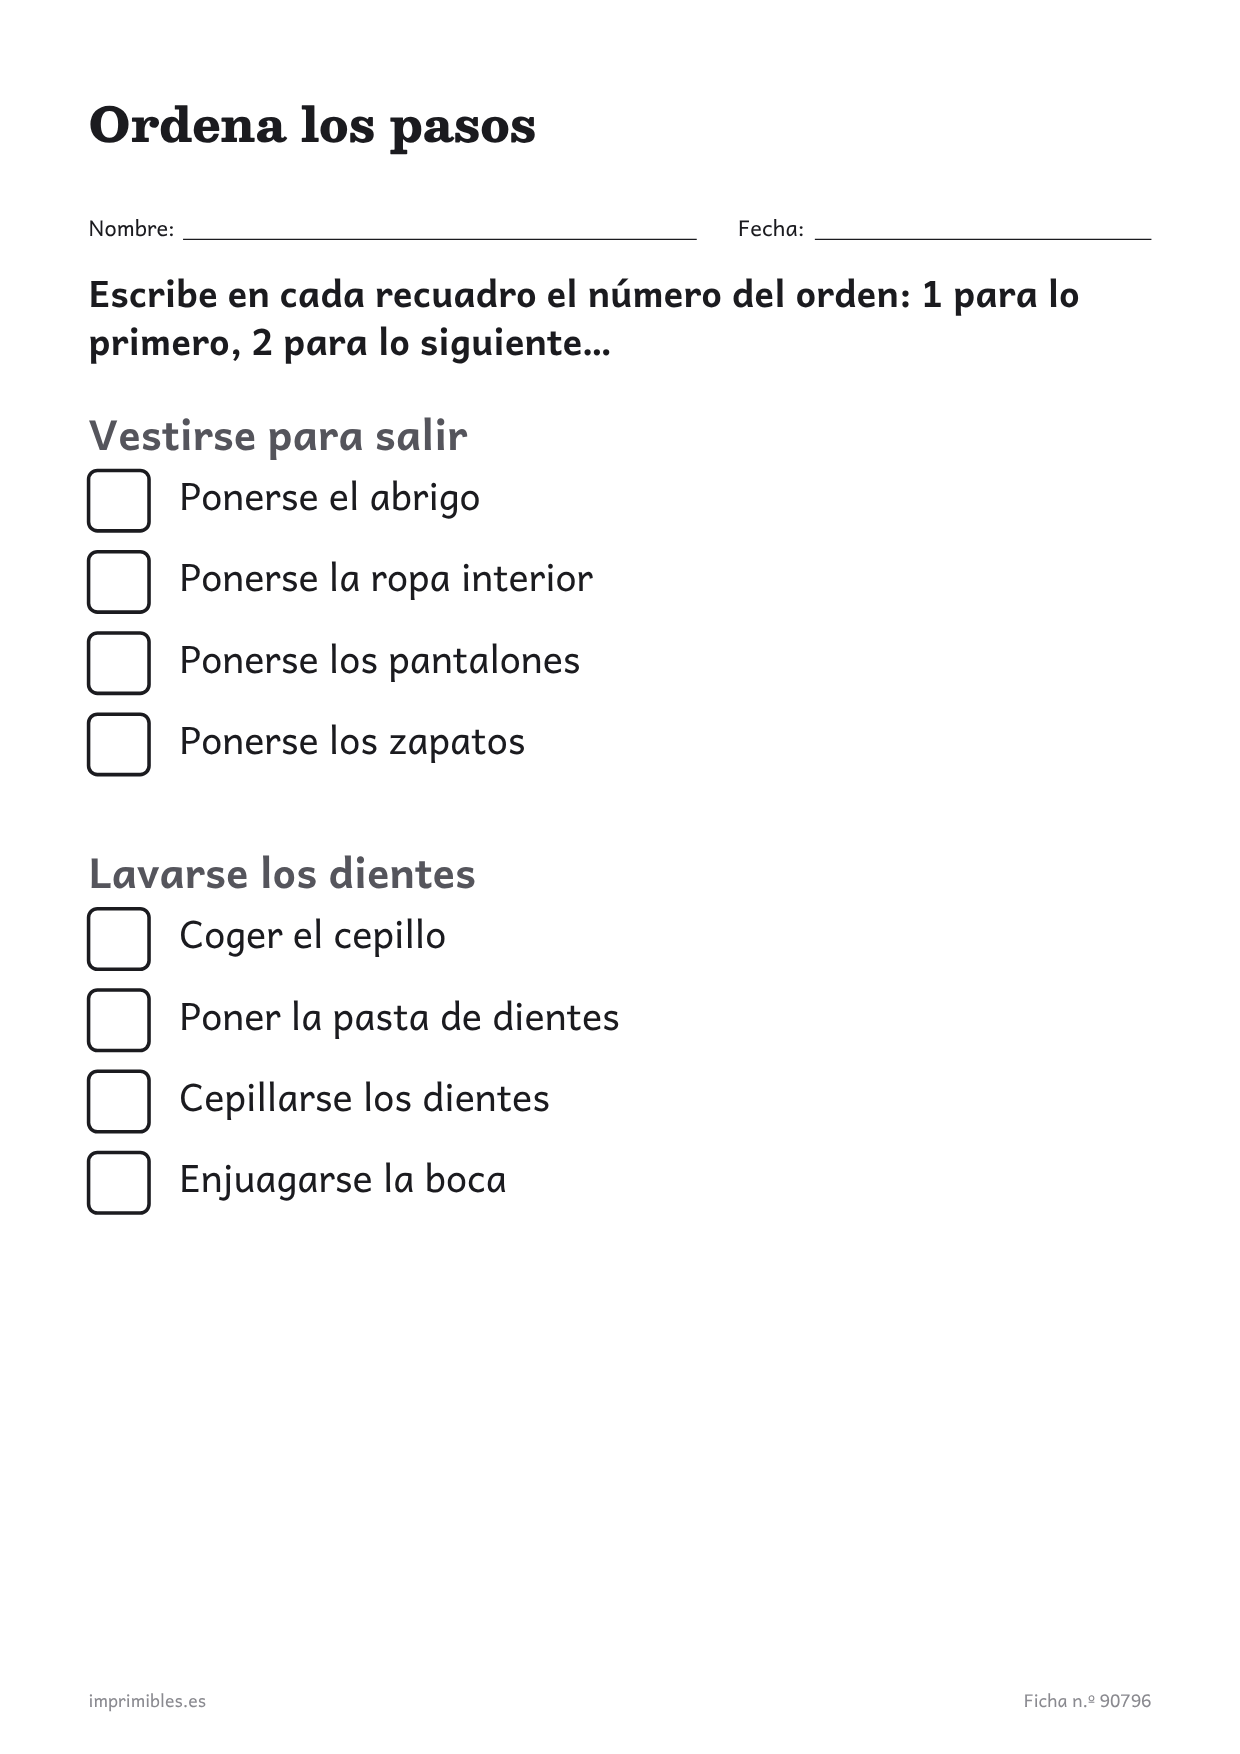 Ordena los pasos
Nombre: Fecha:
Escribe en cada recuadro el número del orden: 1 para lo
primero, 2 para lo siguiente...
Vestirse para salir
Ponerse el abrigo
Ponerse la ropa interior
Ponerse los pantalones
Ponerse los zapatos
Lavarse los dientes
Coger el cepillo
Poner la pasta de dientes
Cepillarse los dientes
Enjuagarse la boca
imprimibles.es Ficha n.º 90796